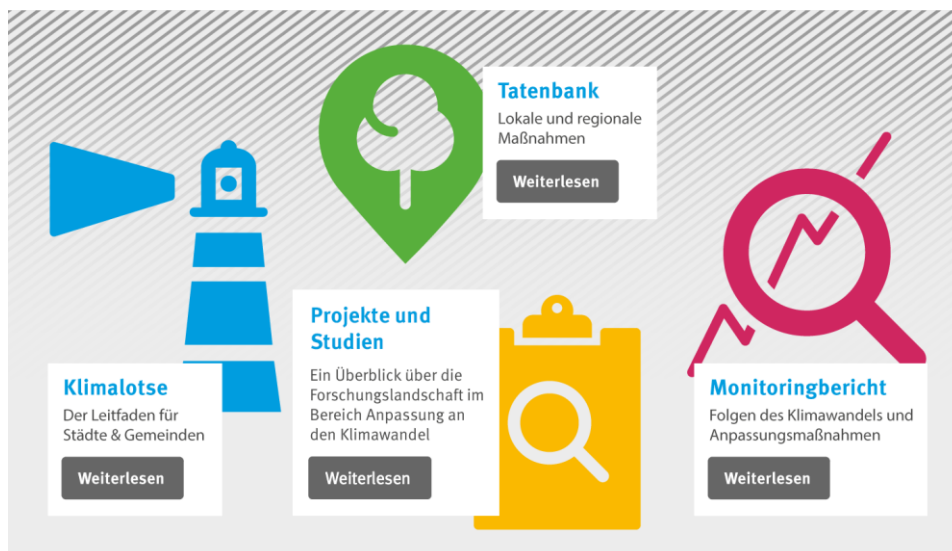 Tatenbank
Lokale und regionale
Maßnahmen
Weiterlesen
Projekte und
Studien
Ein Überblick über die
Forschungslandschaft im
Bereich Anpassung an
den Klimawandel
Weiterlesen
Klimalotse
Der Leitfaden für
Städte & Gemeinden
Weiterlesen
Monitoringbericht
Folgen des Klimawandels und
Anpassungsmaßnahmen
Weiterlesen